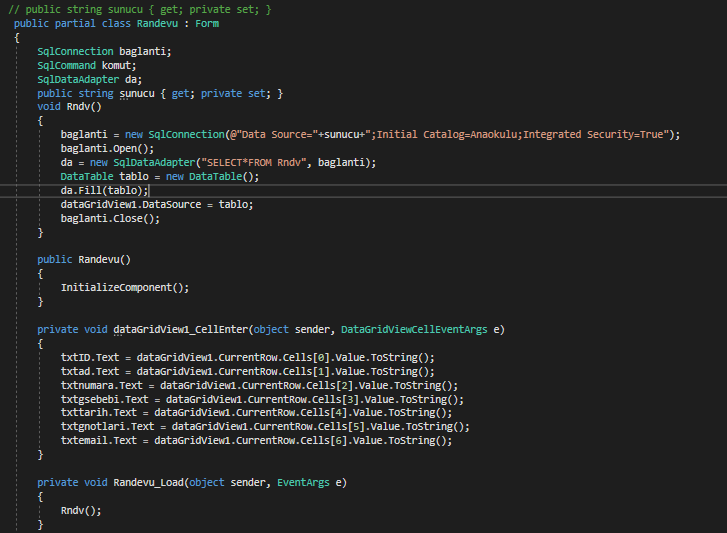 // public string sunucu { get; private set; }
public partial class Randevu : Form
{
SqlConnection baglanti;
SqlCommand komut;
SqlDataAdapter da;
public string sunucu { get; private set; }
void Rndv()
{
baglanti = new SqlConnection(@"Data Source="+sunucu+";Initial Catalog=Anaokulu;Integrated Security=True");
baglanti.Open();
da = new SqlDataAdapter("SELECT*FROM Rndv", baglanti);
DataTable tablo = new DataTable();
da.Fill(tablo);
dataGridView1.DataSource = tablo;
baglanti.Close();
}
public Randevu()
{
InitializeComponent();
}
private void dataGridView1_CellEnter(object sender, DataGridViewCellEventArgs e)
{
txtID.Text = dataGridView1.CurrentRow.Cells[0].Value.ToString();
txtad.Text = dataGridView1.CurrentRow.Cells[1].Value.ToString();
txtnumara.Text = dataGridView1.CurrentRow.Cells[2].Value.ToString();
txtgsebebi.Text = dataGridView1.CurrentRow.Cells[3].Value.ToString();
txttarih.Text = dataGridView1.CurrentRow.Cells[4].Value.ToString();
txtgnotlari.Text = dataGridView1.CurrentRow.Cells[5].Value.ToString();
txtemail.Text = dataGridView1.CurrentRow.Cells[6].Value.ToString();
}
private void Randevu_Load(object sender, EventArgs e)
{
Rndv();
}